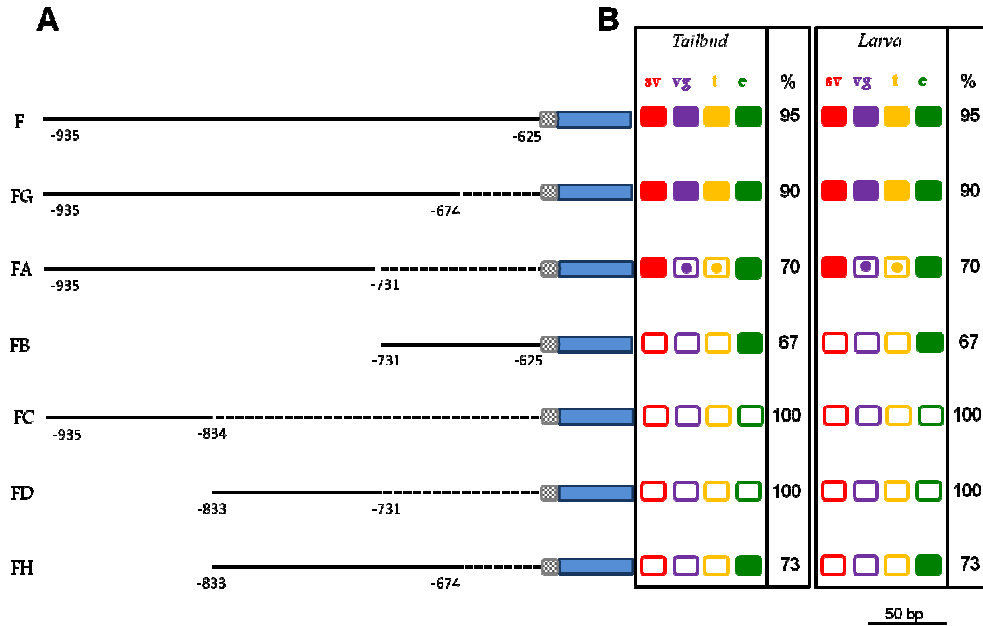 A B
Tailbud Larva
sv vg t e % sv vg t e %
F 95 95
-935 -625
FG 90 90
-935 -674
FA 70 70
-935 -731
FB 67 67
-731 -625
FC 100 100
-935 -834
FD 100 100
-833 -731
FH 73 73
-833 -674
50 bp